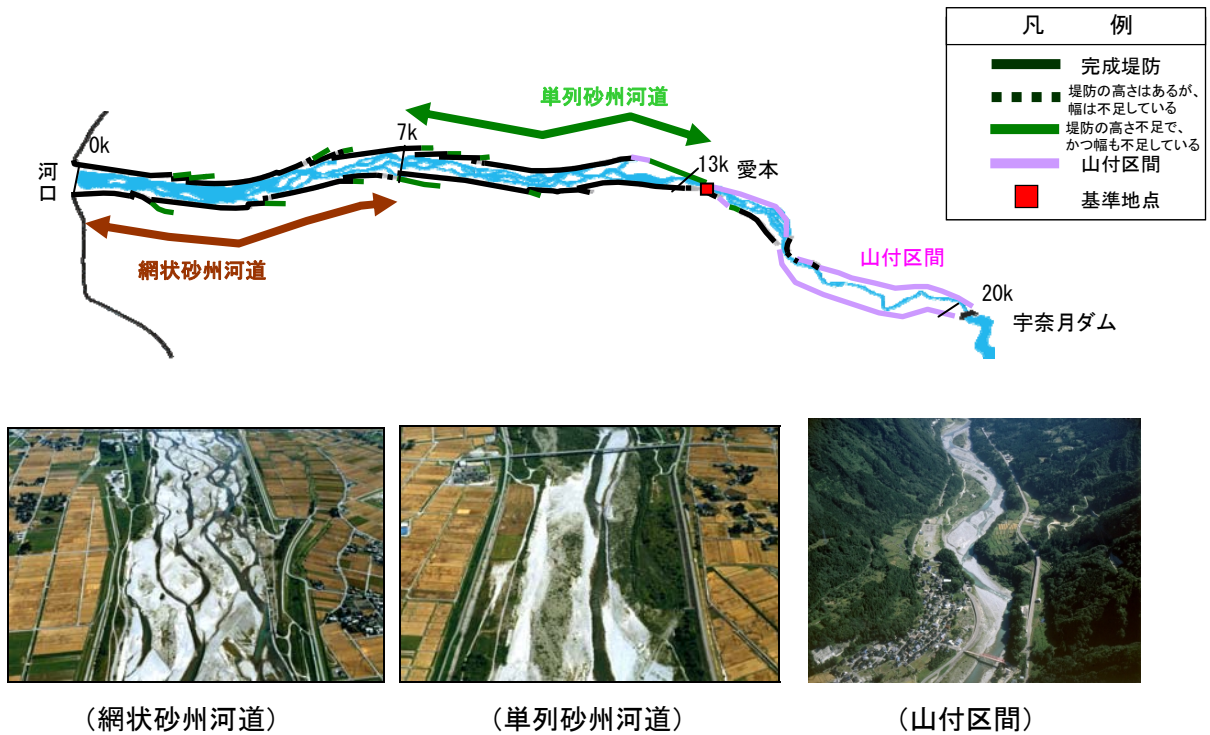 凡 例
完成堤防
堤防の高さはあるが、
幅は不足している
堤防の高さ不足で、
かつ幅も不足している
山付区間
基準地点
単列砂州河道
0k
7k
13k
愛本
河
口
網状砂州河道
山付区間
20k
宇奈月ダム
(網状砂州河道)
(単列砂州河道)
(山付区間)